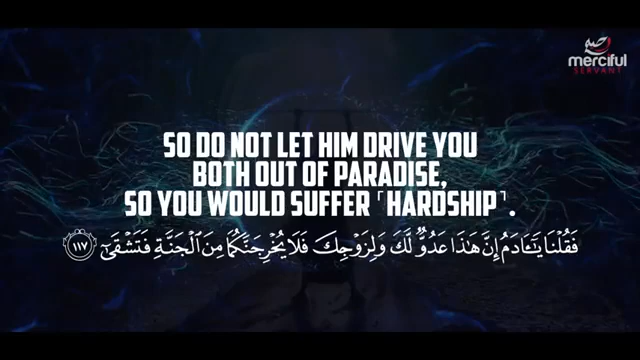 merciful
SERVANT
SO DO NOT LET HIM DRIVE YOU
BOTH OUT OF PARADISE,
SO YOU WOULD SUFFER ˹HARDSHIP˺.
فَقُلْنَا يَـٰٓـَٔادَمُ إِنَّ هَـٰذَا عَدُوٌّ لَّكَ وَلِزَوْجِكَ فَلَا يُخْرِجَنَّكُمَا مِنَ ٱلْجَنَّةِ فَتَشْقَىٰٓ ١١٧